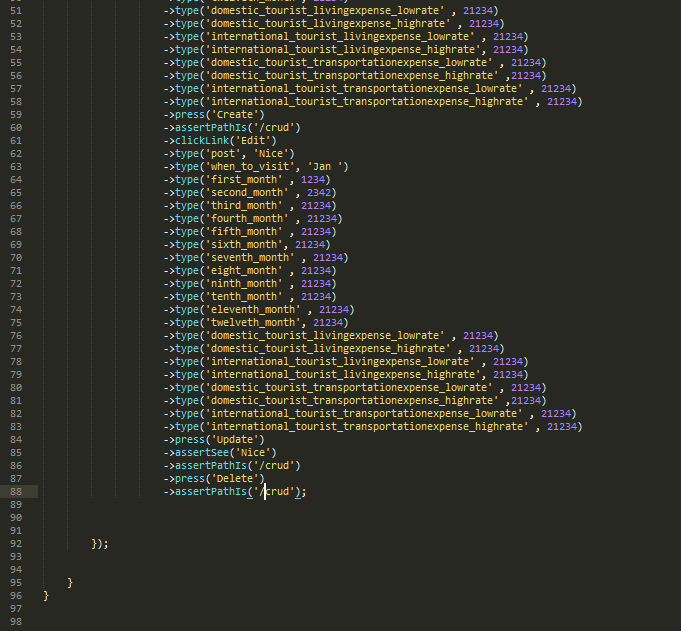 51 ->type('domestic_tourist_livingexpense_lowrate' , 21234)
52 ->type('domestic_tourist_livingexpense_highrate' , 21234)
53 ->type('international_tourist_livingexpense_lowrate' , 21234)
54 ->type('international_tourist_livingexpense_highrate', 21234)
55 ->type('domestic_tourist_transportationexpense_lowrate' , 21234)
56 ->type('domestic_tourist_transportationexpense_highrate' ,21234)
57 ->type('international_tourist_transportationexpense_lowrate' , 21234)
58 ->type('international_tourist_transportationexpense_highrate' , 21234)
59 ->press('Create')
60 ->assertPathIs('/crud')
61 ->clickLink('Edit')
62 ->type('post', 'Nice')
63 ->type('when_to_visit', 'Jan ')
64 ->type('first_month' , 1234)
65 ->type('second_month' , 2342)
66 ->type('third_month' , 21234)
67 ->type('fourth_month' , 21234)
68 ->type('fifth_month' , 21234)
69 ->type('sixth_month', 21234)
70 ->type('seventh_month' , 21234)
71 ->type('eight_month' , 21234)
72 ->type('ninth_month' , 21234)
73 ->type('tenth_month' , 21234)
74 ->type('eleventh_month' , 21234)
75 ->type('twelveth_month', 21234)
76 ->type('domestic_tourist_livingexpense_lowrate' , 21234)
77 ->type('domestic_tourist_livingexpense_highrate' , 21234)
78 ->type('international_tourist_livingexpense_lowrate' , 21234)
79 ->type('international_tourist_livingexpense_highrate', 21234)
80 ->type('domestic_tourist_transportationexpense_lowrate' , 21234)
81 ->type('domestic_tourist_transportationexpense_highrate' ,21234)
82 ->type('international_tourist_transportationexpense_lowrate' , 21234)
83 ->type('international_tourist_transportationexpense_highrate' , 21234)
84 ->press('Update')
85 ->assertSee('Nice')
86 ->assertPathIs('/crud')
87 ->press('Delete')
88 ->assertPathIs('/crud');
89
90
91
92 });
93
94
95 }
96 }
97
98